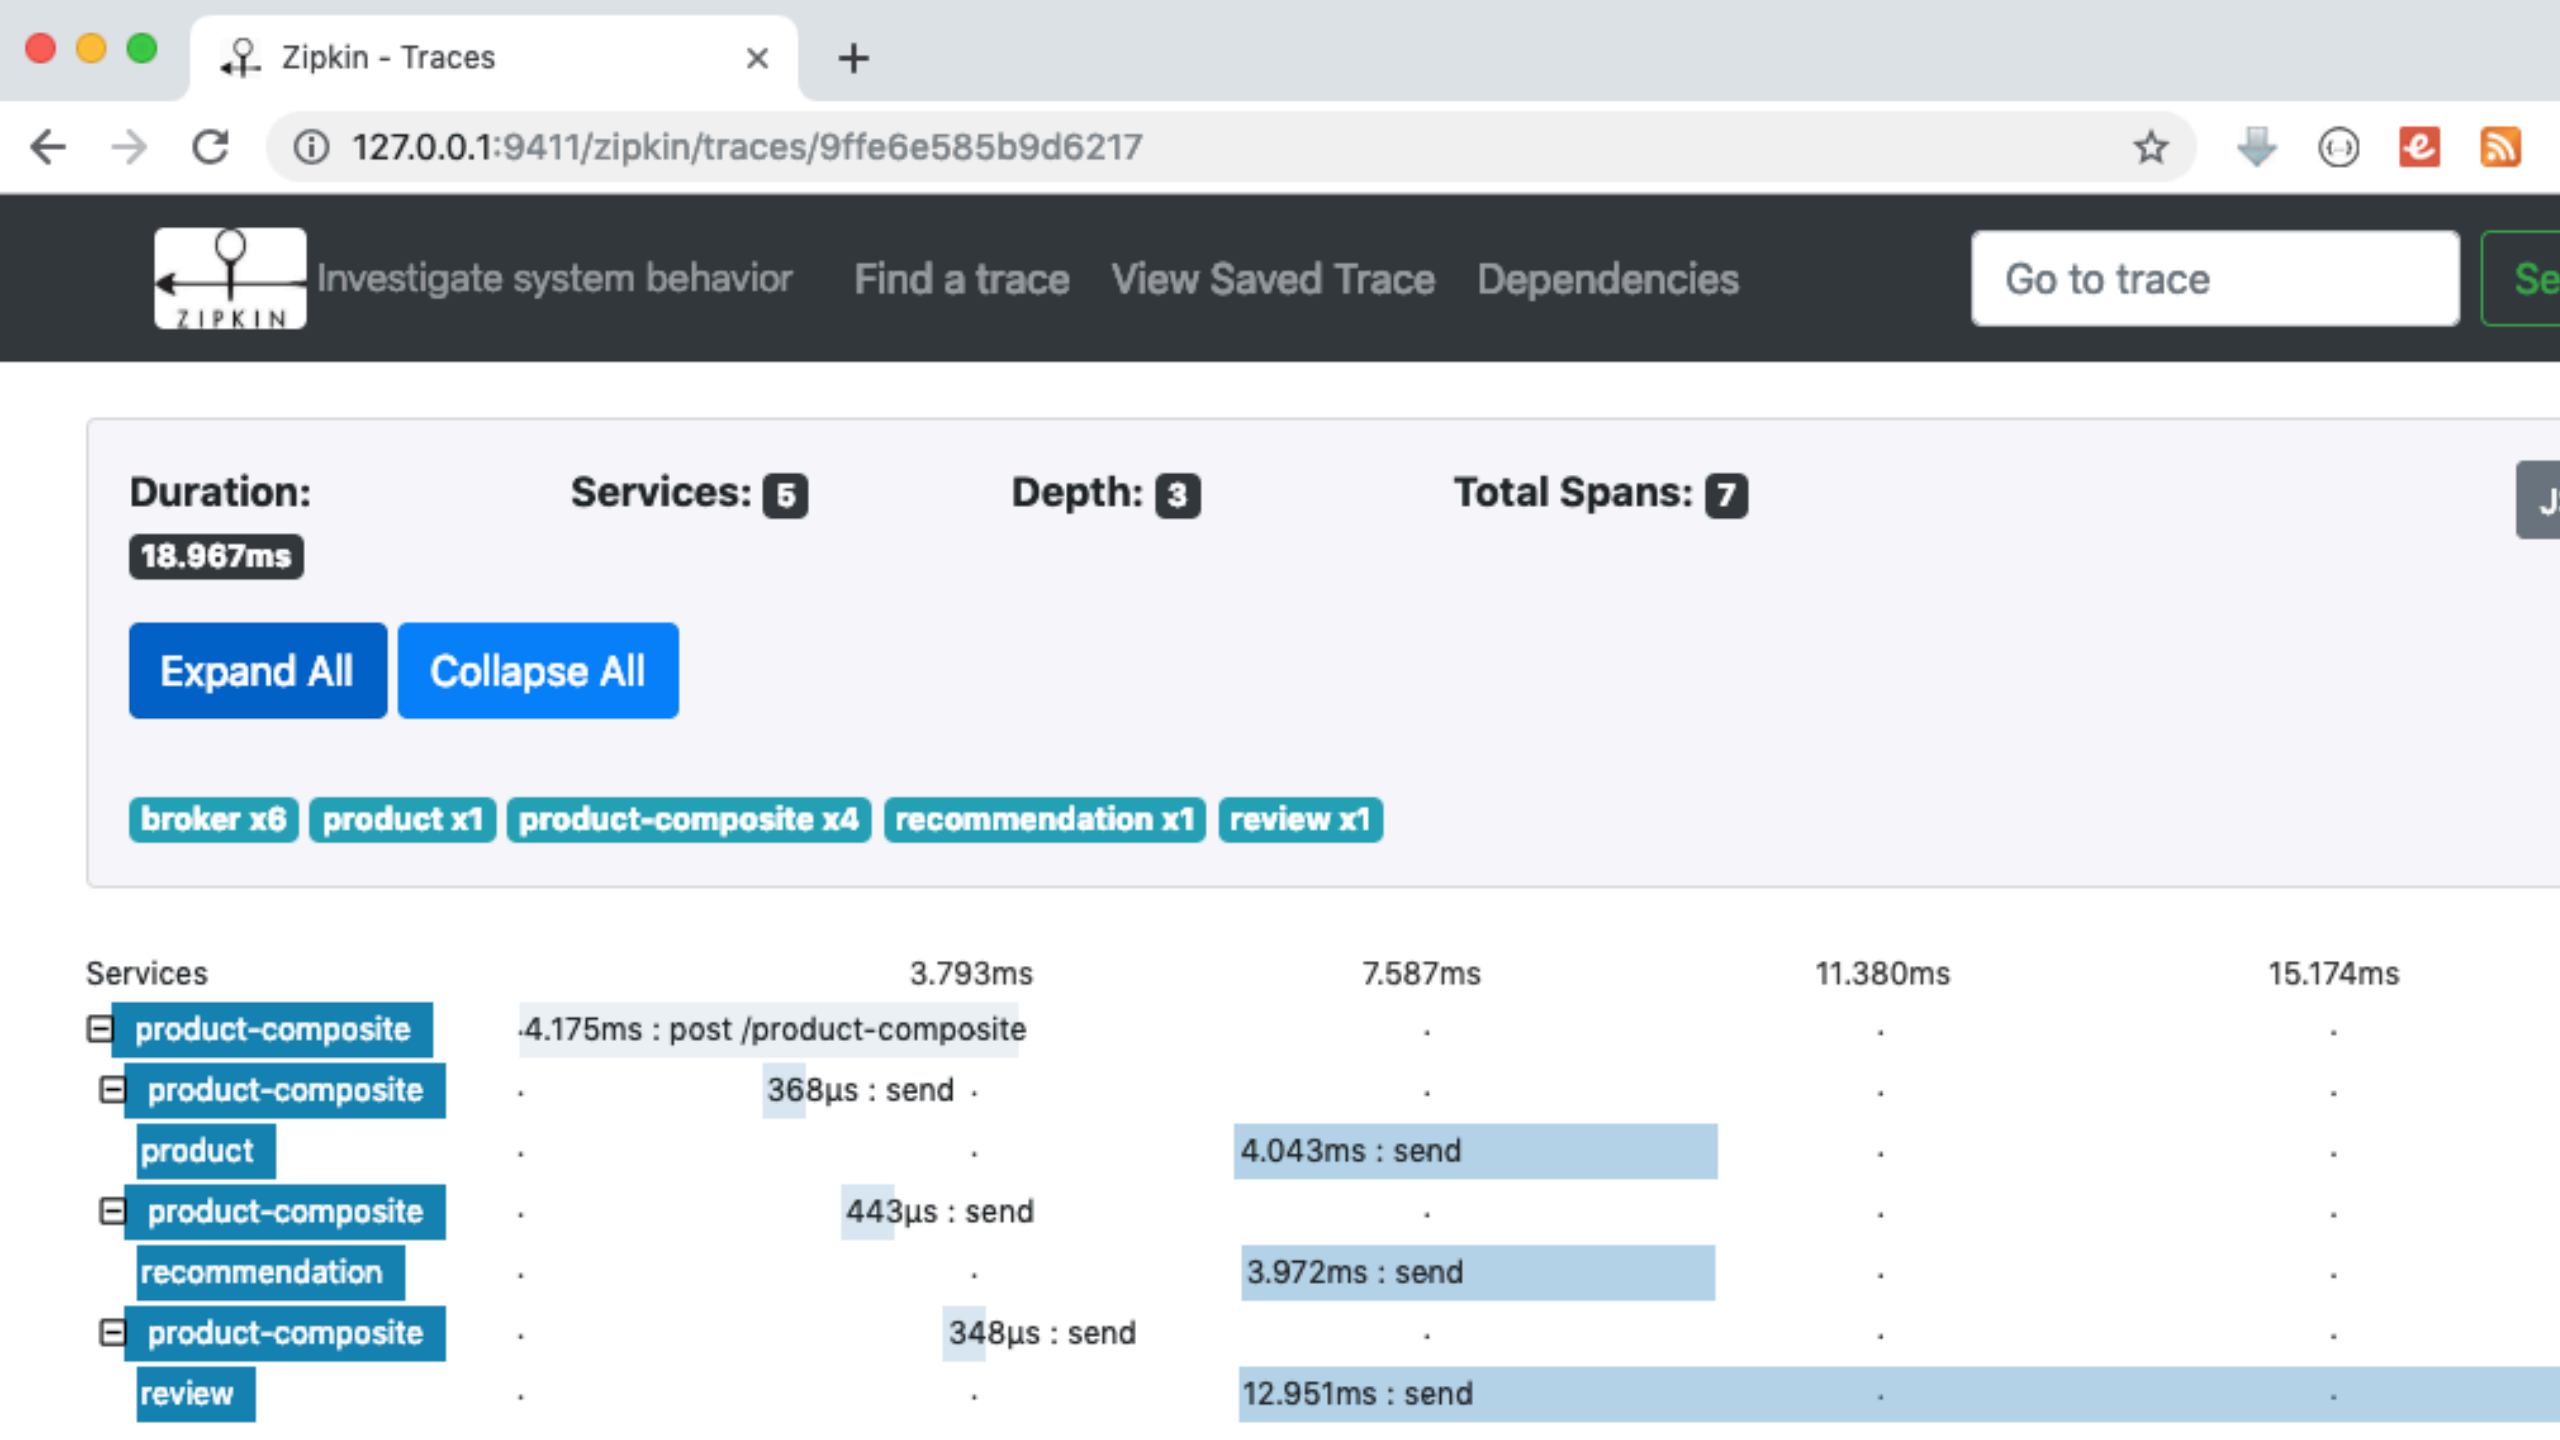 Zipkin - Traces
127.0.0.1:9411/zipkin/traces/9ffe6e585b9d6217
ZIPKIN Investigate system behavior Find a trace View Saved Trace Dependencies Go to trace Se
Duration: Services: 5 Depth: 3 Total Spans: 7
18.967ms
Expand All Collapse All
broker x6 product x1 product-composite x4 recommendation x1 review x1
Services 3.793ms 7.587ms 11.380ms 15.174ms
product-composite 4.175ms : post /product-composite
product-composite 368µs : send
product 4.043ms : send
product-composite 443µs : send
recommendation 3.972ms : send
product-composite 348µs : send
review 12.951ms : send